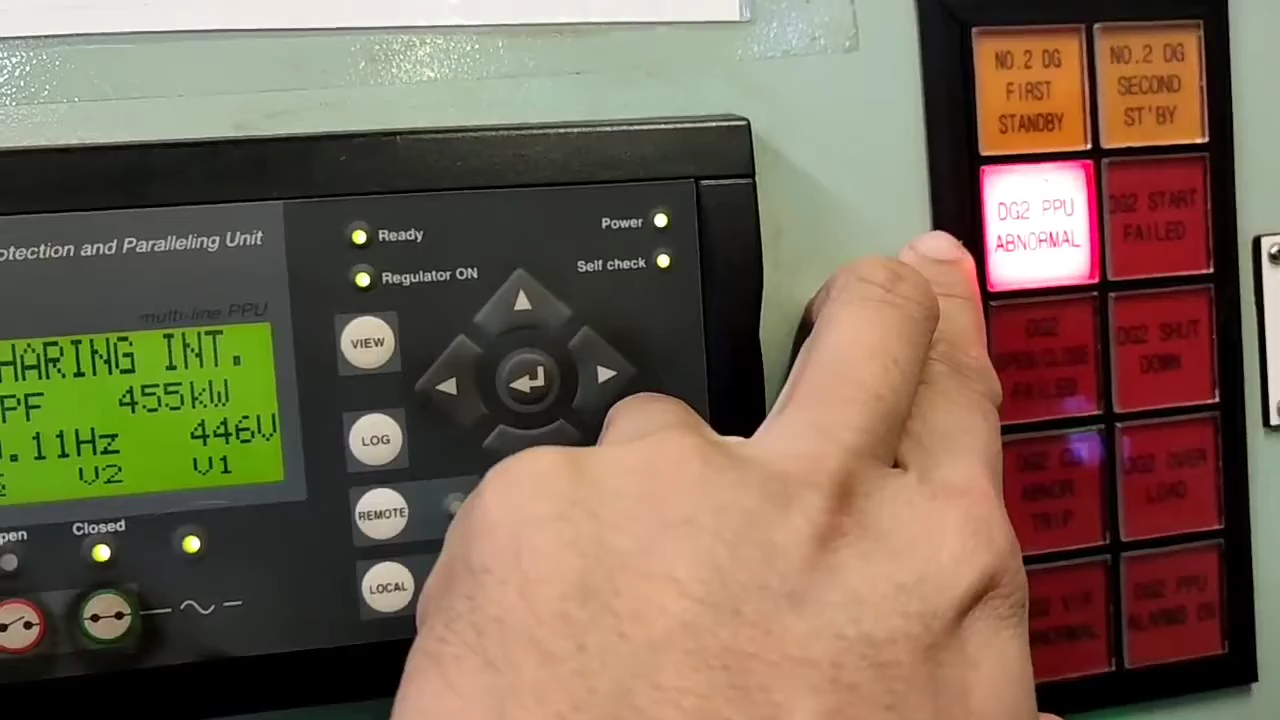 otection and Paralleling Unit
multi-line PPU
HARING INT.
PF 455kW
.11Hz 446V
V2 V1
pen
Closed
Ready
Regulator ON
Power
Self check
VIEW
LOG
REMOTE
LOCAL
NO.2 DG
FIRST
STANDBY
NO.2 DG
SECOND
ST'BY
DG2 PPU
ABNORMAL
DG2 START
FAILED
DG2
OPEN/CLOSE
FAILED
DG2 SHUT
DOWN
ABNOR
TRIP
DG2 OVER
LOAD
DG2 PPU